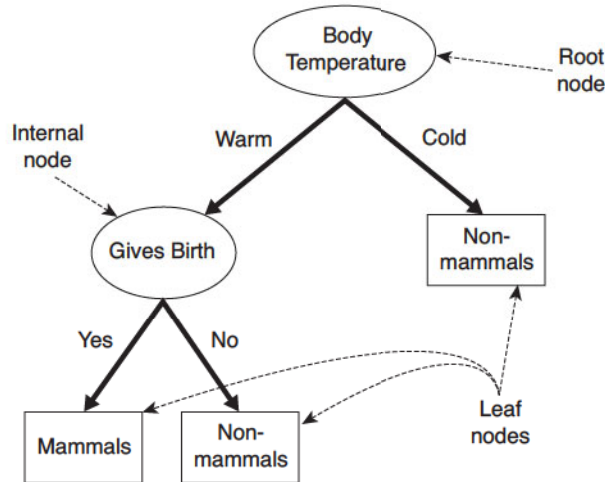 Body
Temperature
Root
node
Internal
node
Warm
Cold
Gives Birth
Non-
mammals
Yes
No
Mammals
Non-
mammals
Leaf
nodes